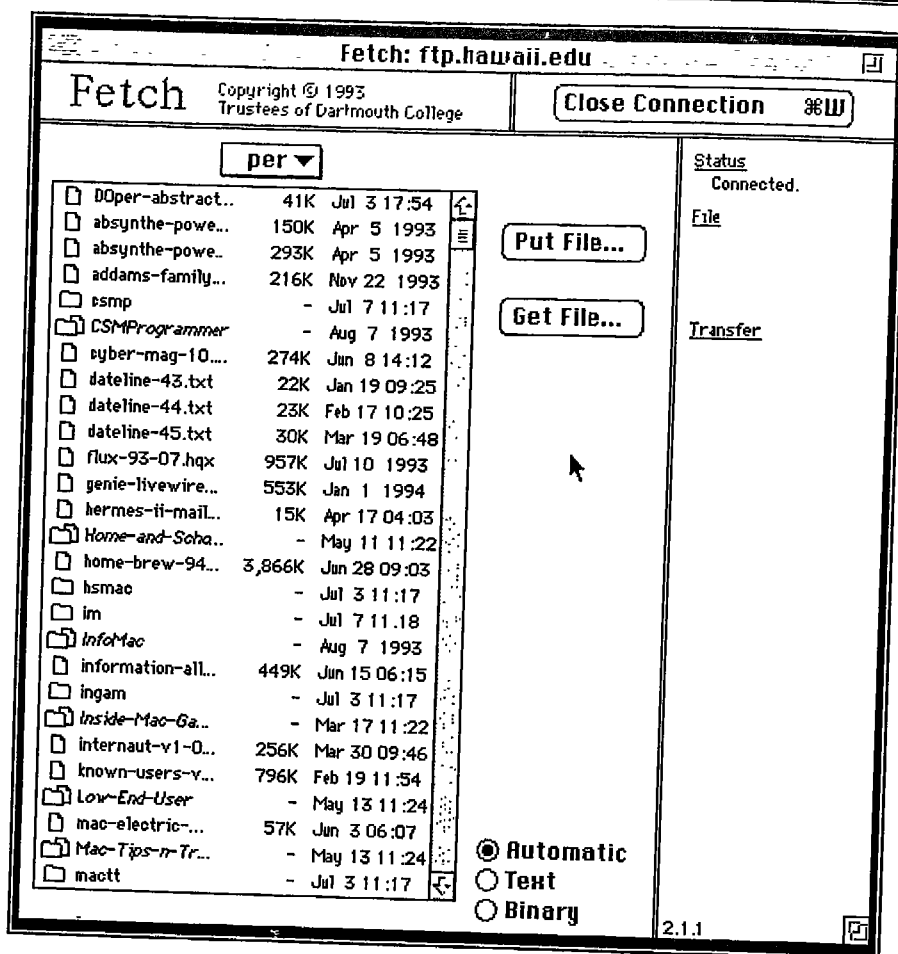 Fetch: ftp.hawaii.edu
Fetch
Copyright © 1993
Trustees of Dartmouth College
Close Connection ⌘W
per
00per-abstract.. 41K Jul 3 17:54
absynthe-powe... 150K Apr 5 1993
absynthe-powe.. 293K Apr 5 1993
addams-family... 216K Nov 22 1993
csmp - Jul 7 11:17
CSMProgrammer - Aug 7 1993
cyber-mag-10.... 274K Jun 8 14:12
dateline-43.txt 22K Jan 19 09:25
dateline-44.txt 23K Feb 17 10:25
dateline-45.txt 30K Mar 19 06:48
flux-93-07.hqx 957K Jul 10 1993
genie-livewire... 553K Jan 1 1994
hermes-ii-mail... 15K Apr 17 04:03
Home-and-Scho.. - May 11 11:22
home-brew-94... 3,866K Jun 28 09:03
hsmac - Jul 3 11:17
im - Jul 7 11.18
InfoMac - Aug 7 1993
information-all... 449K Jun 15 06:15
ingam - Jul 3 11:17
Inside-Mac-Ga... - Mar 17 11:22
internaut-v1-0... 256K Mar 30 09:46
known-users-v... 796K Feb 19 11:54
Low-End-User - May 13 11:24
mac-electric-... 57K Jun 3 06:07
Mac-Tips-n-Tr... - May 13 11:24
mactt - Jul 3 11:17
Put File...
Get File...
Automatic
Text
Binary
Status
Connected.
File
Transfer
2.1.1